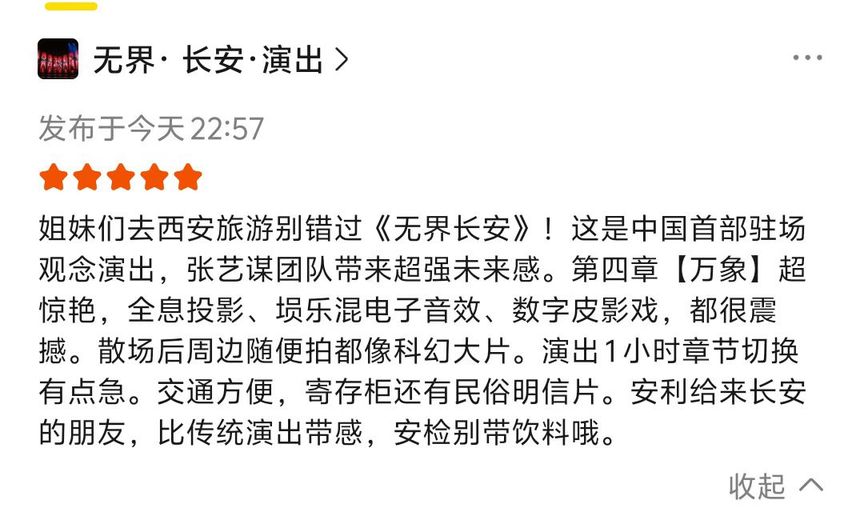 无界· 长安·演出
发布于今天22:57
姐妹们去西安旅游别错过《无界长安》！这是中国首部驻场
观念演出，张艺谋团队带来超强未来感。第四章【万象】超
惊艳，全息投影、埙乐混电子音效、数字皮影戏，都很震
撼。散场后周边随便拍都像科幻大片。演出1小时章节切换
有点急。交通方便，寄存柜还有民俗明信片。安利给来长安
的朋友，比传统演出带感，安检别带饮料哦。
收起